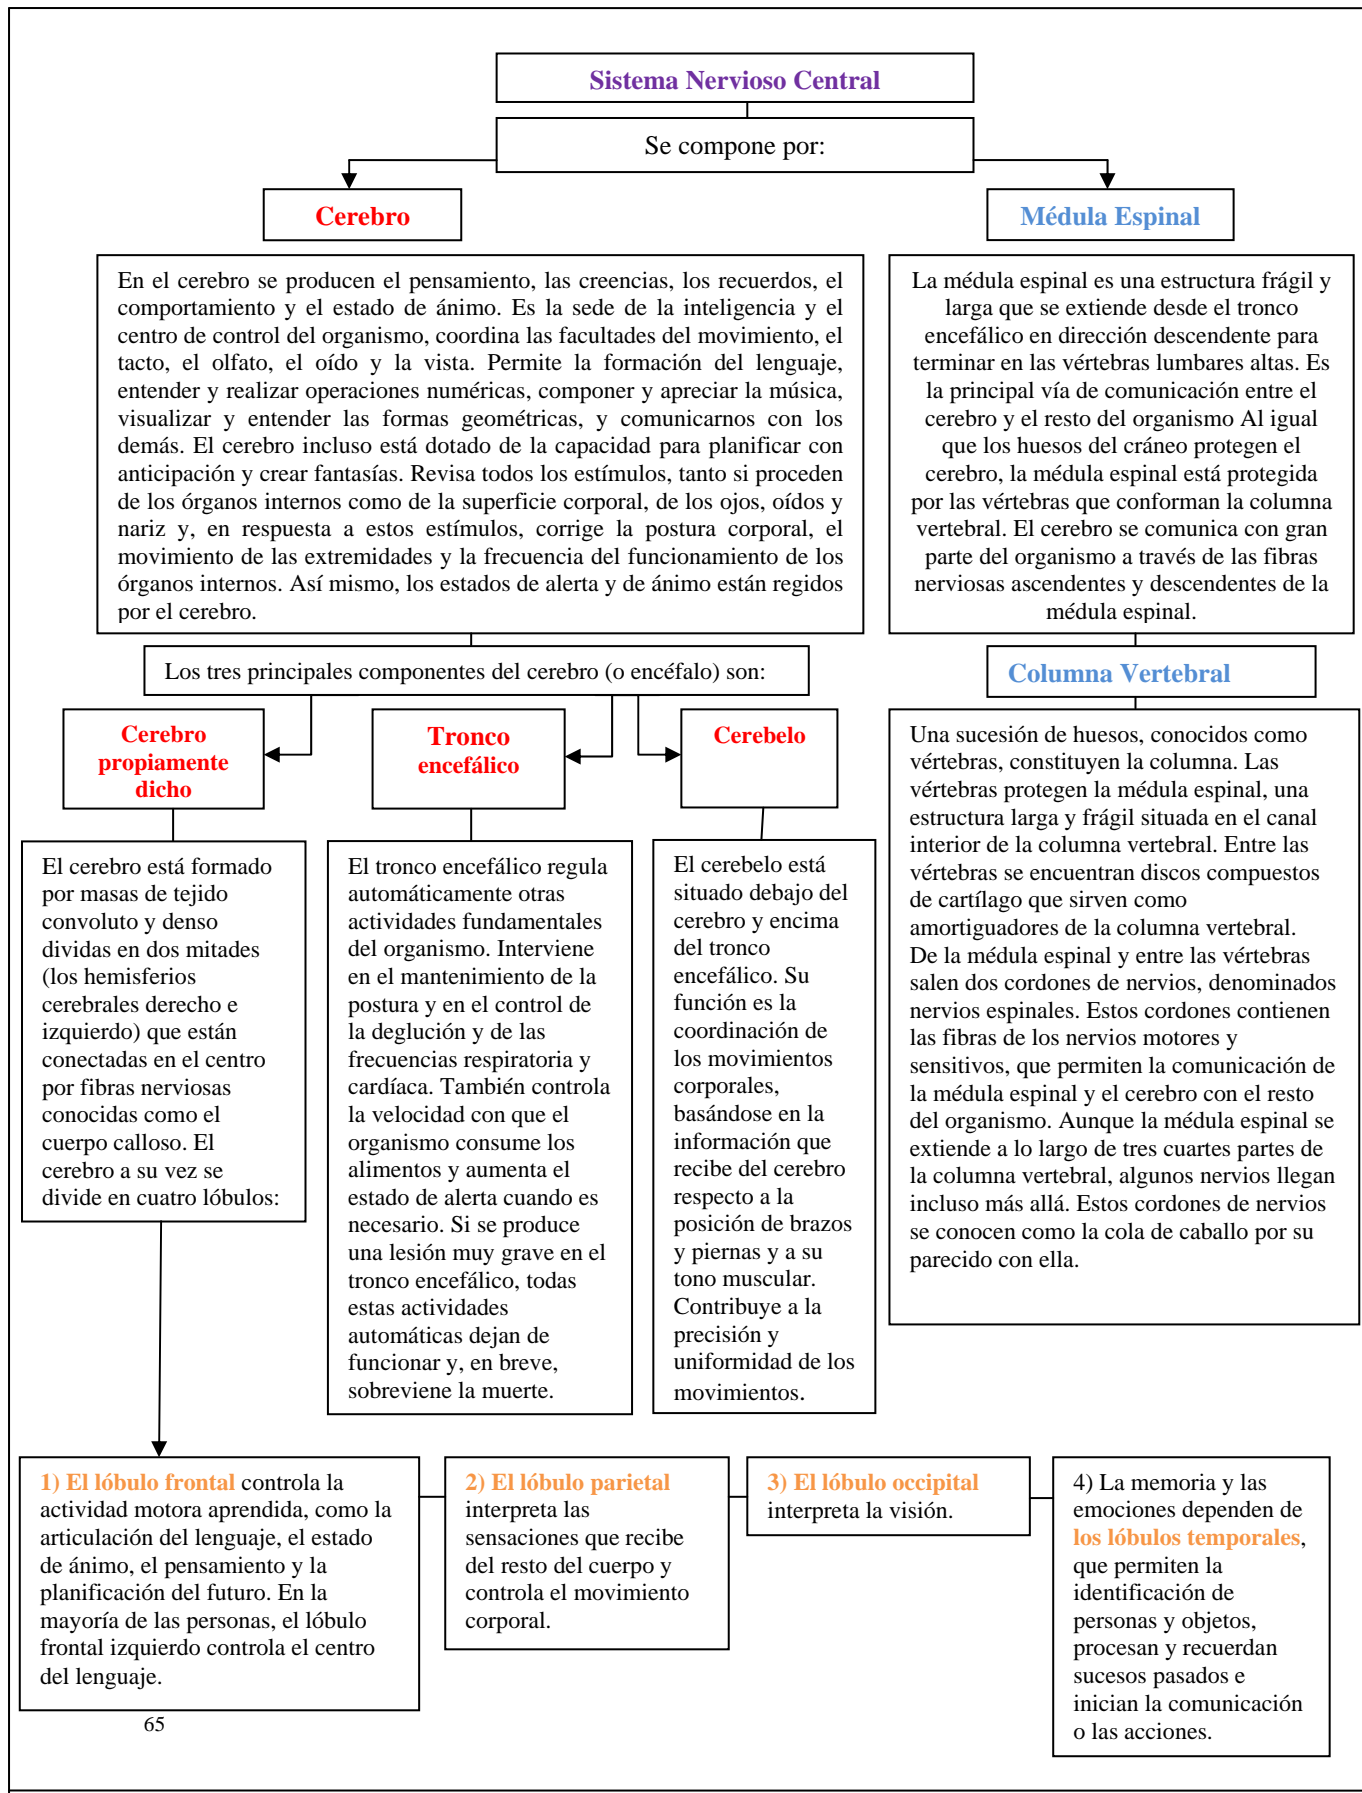 Sistema Nervioso Central
Se compone por:
Cerebro
Médula Espinal
En el cerebro se producen el pensamiento, las creencias, los recuerdos, el
comportamiento y el estado de ánimo. Es la sede de la inteligencia y el
centro de control del organismo, coordina las facultades del movimiento, el
tacto, el olfato, el oído y la vista. Permite la formación del lenguaje,
entender y realizar operaciones numéricas, componer y apreciar la música,
visualizar y entender las formas geométricas, y comunicarnos con los
demás. El cerebro incluso está dotado de la capacidad para planificar con
anticipación y crear fantasías. Revisa todos los estímulos, tanto si proceden
de los órganos internos como de la superficie corporal, de los ojos, oídos y
nariz y, en respuesta a estos estímulos, corrige la postura corporal, el
movimiento de las extremidades y la frecuencia del funcionamiento de los
órganos internos. Así mismo, los estados de alerta y de ánimo están regidos
por el cerebro.
La médula espinal es una estructura frágil y
larga que se extiende desde el tronco
encefálico en dirección descendente para
terminar en las vértebras lumbares altas. Es
la principal vía de comunicación entre el
cerebro y el resto del organismo Al igual
que los huesos del cráneo protegen el
cerebro, la médula espinal está protegida
por las vértebras que conforman la columna
vertebral. El cerebro se comunica con gran
parte del organismo a través de las fibras
nerviosas ascendentes y descendentes de la
médula espinal.
Los tres principales componentes del cerebro (o encéfalo) son:
Columna Vertebral
Cerebro
propiamente
dicho
Tronco
encefálico
Cerebelo
El cerebro está formado
por masas de tejido
convoluto y denso
dividas en dos mitades
(los hemisferios
cerebrales derecho e
izquierdo) que están
conectadas en el centro
por fibras nerviosas
conocidas como el
cuerpo calloso. El
cerebro a su vez se
divide en cuatro lóbulos:
El tronco encefálico regula
automáticamente otras
actividades fundamentales
del organismo. Interviene
en el mantenimiento de la
postura y en el control de
la deglución y de las
frecuencias respiratoria y
cardíaca. También controla
la velocidad con que el
organismo consume los
alimentos y aumenta el
estado de alerta cuando es
necesario. Si se produce
una lesión muy grave en el
tronco encefálico, todas
estas actividades
automáticas dejan de
funcionar y, en breve,
sobreviene la muerte.
El cerebelo está
situado debajo del
cerebro y encima
del tronco
encefálico. Su
función es la
coordinación de
los movimientos
corporales,
basándose en la
información que
recibe del cerebro
respecto a la
posición de brazos
y piernas y a su
tono muscular.
Contribuye a la
precisión y
uniformidad de los
movimientos.
Una sucesión de huesos, conocidos como
vértebras, constituyen la columna. Las
vértebras protegen la médula espinal, una
estructura larga y frágil situada en el canal
interior de la columna vertebral. Entre las
vértebras se encuentran discos compuestos
de cartílago que sirven como
amortiguadores de la columna vertebral.
De la médula espinal y entre las vértebras
salen dos cordones de nervios, denominados
nervios espinales. Estos cordones contienen
las fibras de los nervios motores y
sensitivos, que permiten la comunicación de
la médula espinal y el cerebro con el resto
del organismo. Aunque la médula espinal se
extiende a lo largo de tres cuartes partes de
la columna vertebral, algunos nervios llegan
incluso más allá. Estos cordones de nervios
se conocen como la cola de caballo por su
parecido con ella.
1) El lóbulo frontal controla la
actividad motora aprendida, como la
articulación del lenguaje, el estado
de ánimo, el pensamiento y la
planificación del futuro. En la
mayoría de las personas, el lóbulo
frontal izquierdo controla el centro
del lenguaje.
2) El lóbulo parietal
interpreta las
sensaciones que recibe
del resto del cuerpo y
controla el movimiento
corporal.
3) El lóbulo occipital
interpreta la visión.
4) La memoria y las
emociones dependen de
los lóbulos temporales,
que permiten la
identificación de
personas y objetos,
procesan y recuerdan
sucesos pasados e
inician la comunicación
o las acciones.
65